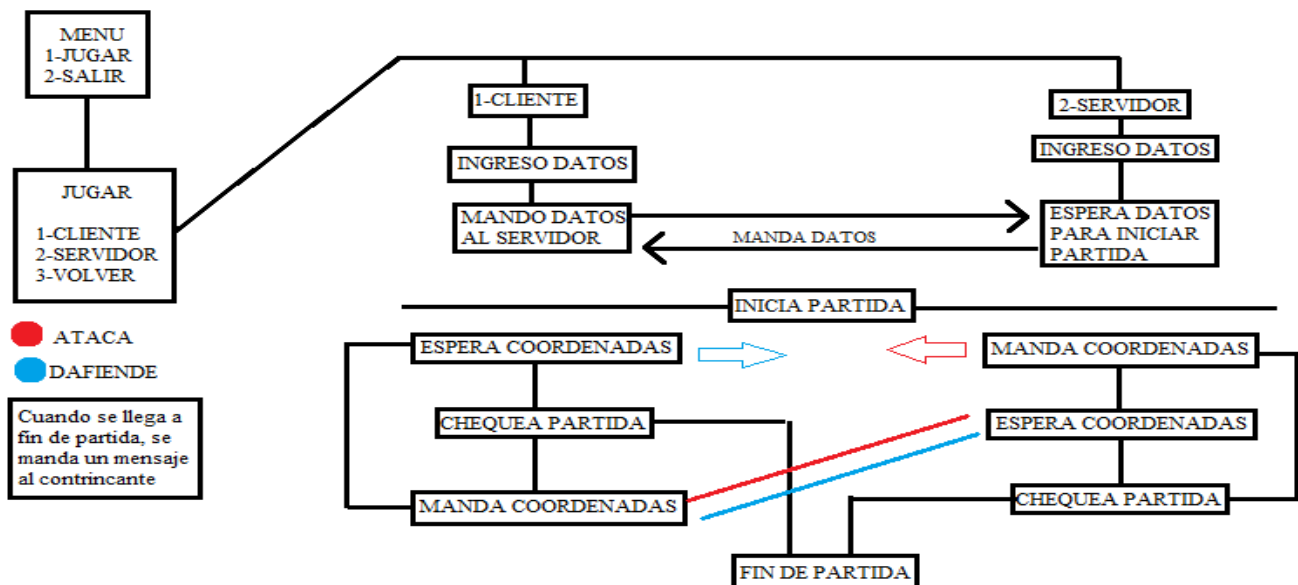 MENU
1-JUGAR
2-SALIR
JUGAR
1-CLIENTE
2-SERVIDOR
3-VOLVER
1-CLIENTE
INGRESO DATOS
MANDO DATOS
AL SERVIDOR
MANDA DATOS
2-SERVIDOR
INGRESO DATOS
ESPERA DATOS
PARA INICIAR
PARTIDA
INICIA PARTIDA
ATACA
DAFIENDE
Cuando se llega a
fin de partida, se
manda un mensaje
al contrincante
ESPERA COORDENADAS
CHEQUEA PARTIDA
MANDA COORDENADAS
MANDA COORDENADAS
ESPERA COORDENADAS
CHEQUEA PARTIDA
FIN DE PARTIDA